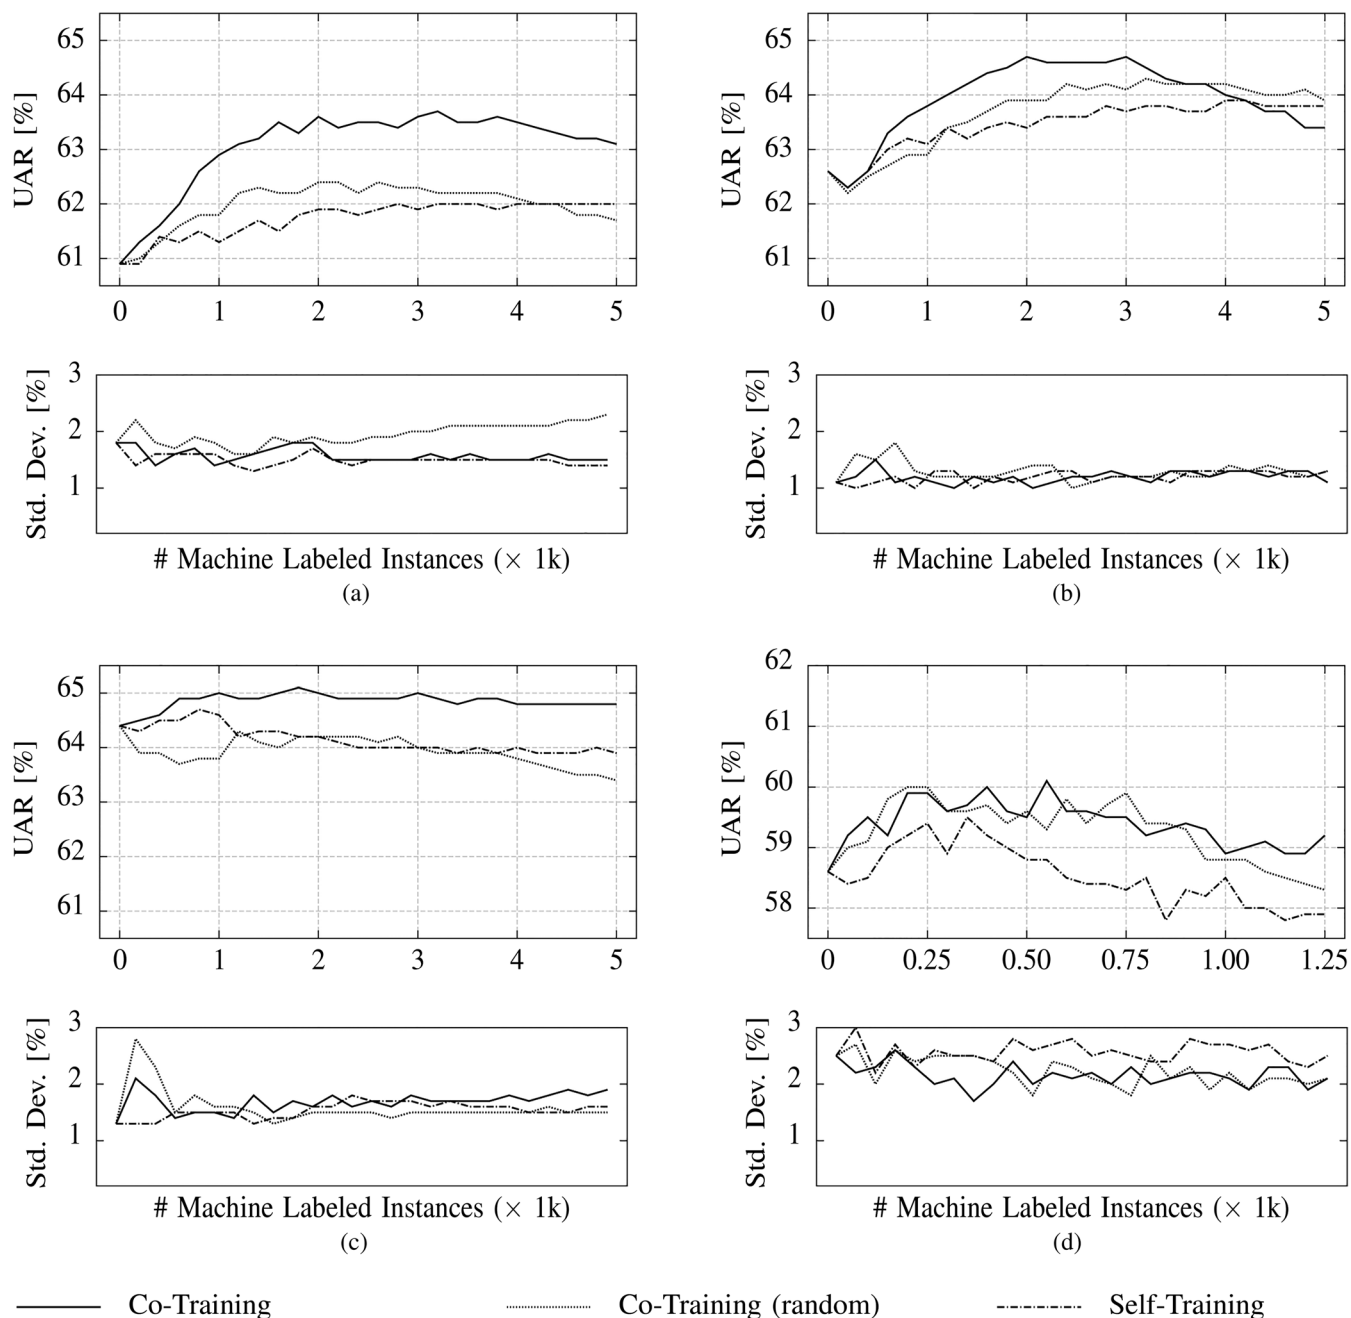 65
64
63
62
61
UAR [%]
0 1 2 3 4 5
3
2
1
Std. Dev. [%]
# Machine Labeled Instances (× 1k)
(a)
65
64
63
62
61
UAR [%]
0 1 2 3 4 5
3
2
1
Std. Dev. [%]
# Machine Labeled Instances (× 1k)
(b)
65
64
63
62
61
UAR [%]
0 1 2 3 4 5
3
2
1
Std. Dev. [%]
# Machine Labeled Instances (× 1k)
(c)
62
61
60
59
58
UAR [%]
0 0.25 0.50 0.75 1.00 1.25
3
2
1
Std. Dev. [%]
# Machine Labeled Instances (× 1k)
(d)
Co-Training Co-Training (random) Self-Training